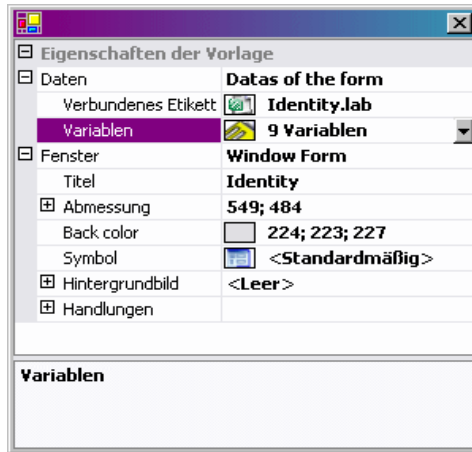 Eigenschaften der Vorlage
Daten Datas of the form
Verbundenes Etikett Identity.lab
Variablen 9 Variablen
Fenster Window Form
Titel Identity
Abmessung 549; 484
Back color 224; 223; 227
Symbol <Standardmäßig>
Hintergrundbild <Leer>
Handlungen
Variablen